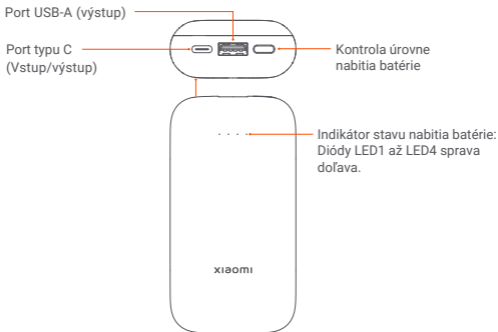 Port USB-A (výstup)
Port typu C
(Vstup/výstup)
Kontrola úrovne
nabitia batérie
Indikátor stavu nabitia batérie:
Diódy LED1 až LED4 sprava
doľava.
xiaomi